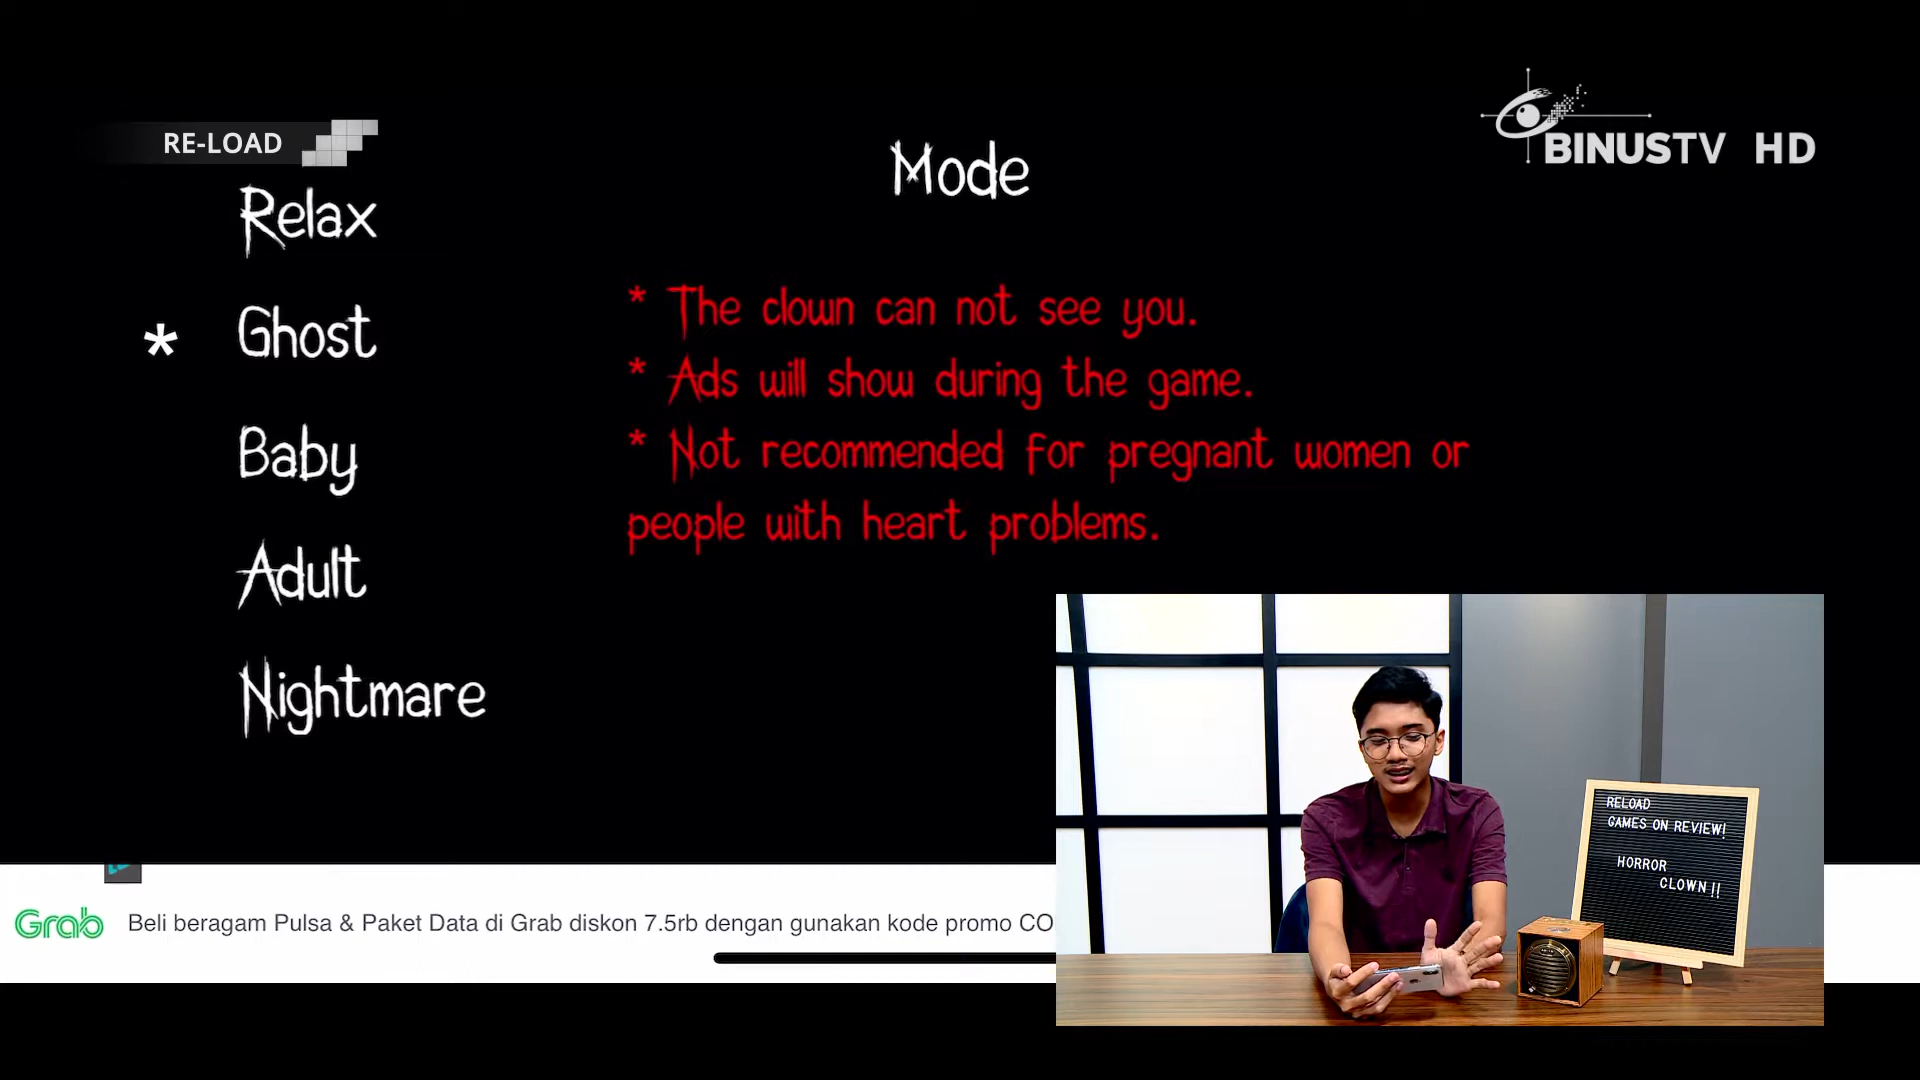 RE-LOAD
BINUSTV HD
Mode
Relax
* Ghost
Baby
Adult
Nightmare
* The clown can not see you.
* Ads will show during the game.
* Not recommended for pregnant women or
people with heart problems.
RELOAD
GAMES ON REVIEW!
HORROR
CLOWN!!
Grab
Beli beragam Pulsa & Paket Data di Grab diskon 7.5rb dengan gunakan kode promo CO